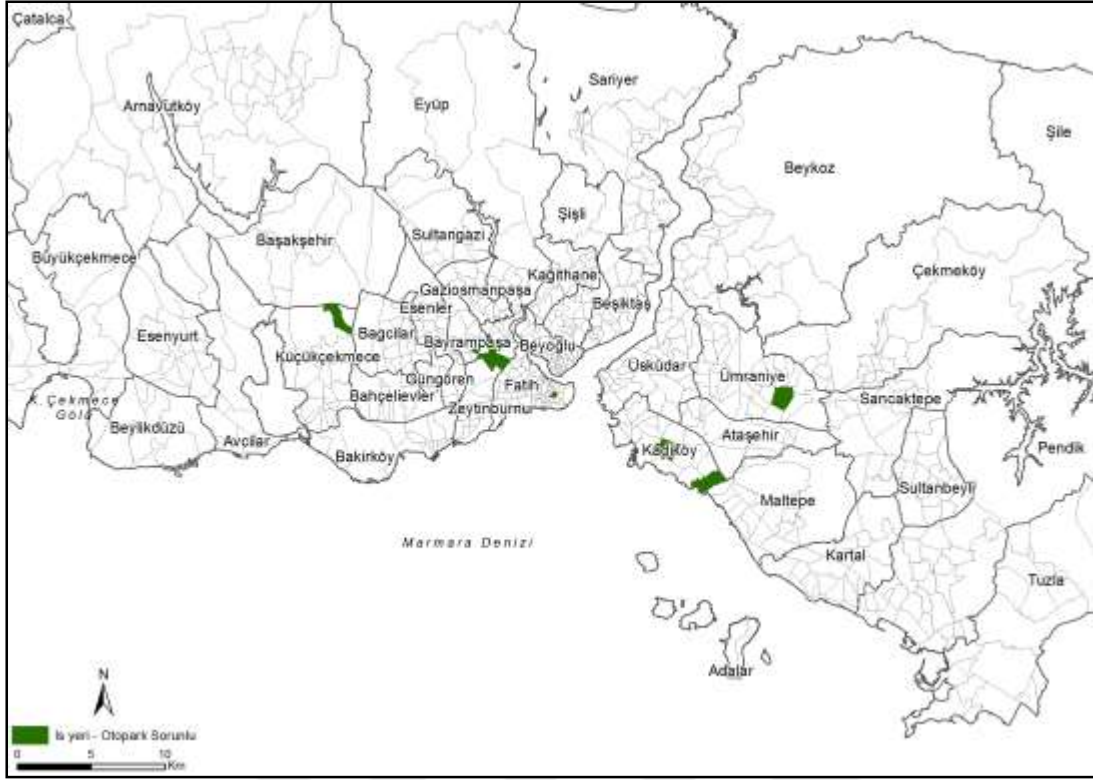 Çatalca
Sarıyer
Eyüp
Arnavutköy
Şile
Beykoz
Şişli
Başakşehir
Sultangazi
Büyükçekmece
Kağıthane
Çekmeköy
Gaziosmanpaşa
Esenler
Beşiktaş
Esenyurt
Bağcılar
Bayrampaşa
Beyoğlu
Küçükçekmece
Üsküdar
Ümraniye
Güngören
Fatih
Bahçelievler
Sancaktepe
K. Çekmece
Gölü
Zeytinburnu
Beylikdüzü
Avcılar
Ataşehir
Kadıköy
Pendik
Bakırköy
Sultanbeyli
Maltepe
Marmara Denizi
Kartal
Tuzla
Adalar
N
İs yeri - Otopark Sorunlu
0 5 10
Km